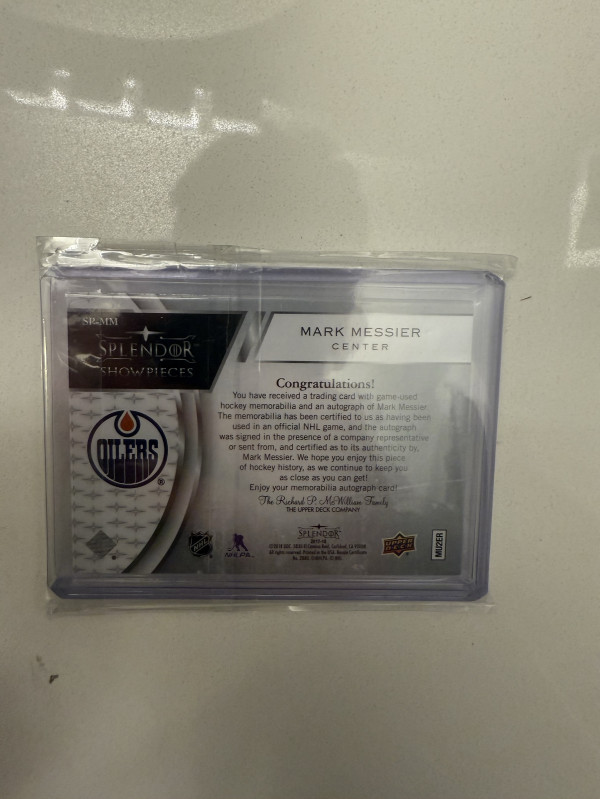 SP-MM
SPLENDOR
SHOWPIECES
MARK MESSIER
CENTER
Congratulations!
You have received a trading card with game-used
hockey memorabilia and an autograph of Mark Messier.
The memorabilia has been certified to us as having been
used in an official NHL game, and the autograph
was signed in the presence of a company representative
or sent from, and certified as to its authenticity by,
Mark Messier. We hope you enjoy this piece
of hockey history, as we continue to keep you
as close as you can get!
Enjoy your memorabilia autograph card!
The Richard P. McWilliam Family
THE UPPER DECK COMPANY
OILERS
®
NHL
NHLPA
SPLENDOR
UPPER DECK
MU2ER